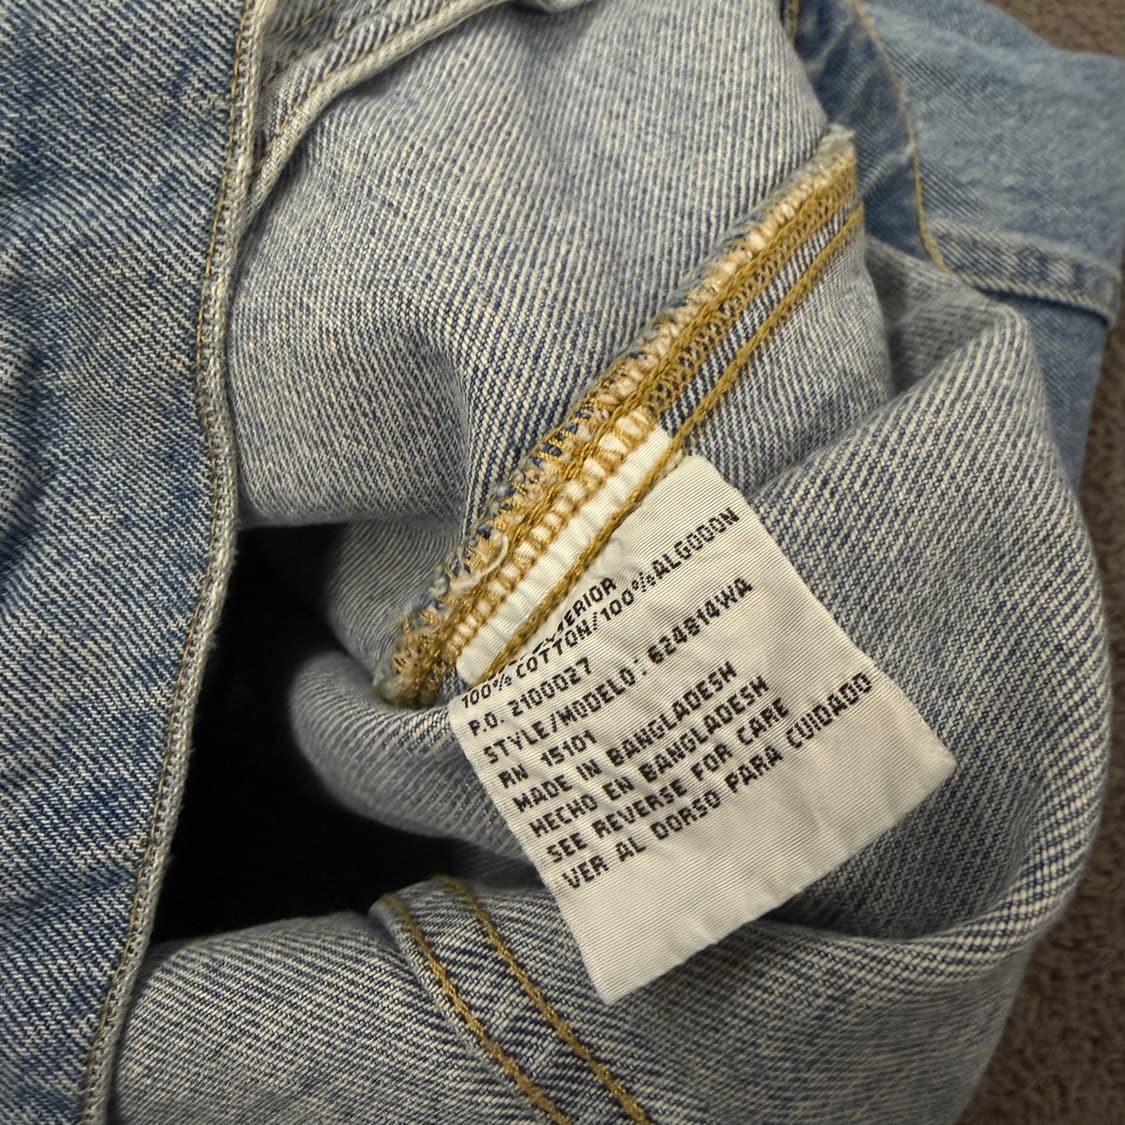 100% COTTON/100%ALGODON
P.O. 2100027
STYLE/MODELO: 624814WA
RN 15101
MADE IN BANGLADESH
HECHO EN BANGLADESH
SEE REVERSE FOR CARE
VER AL DORSO PARA CUIDADO